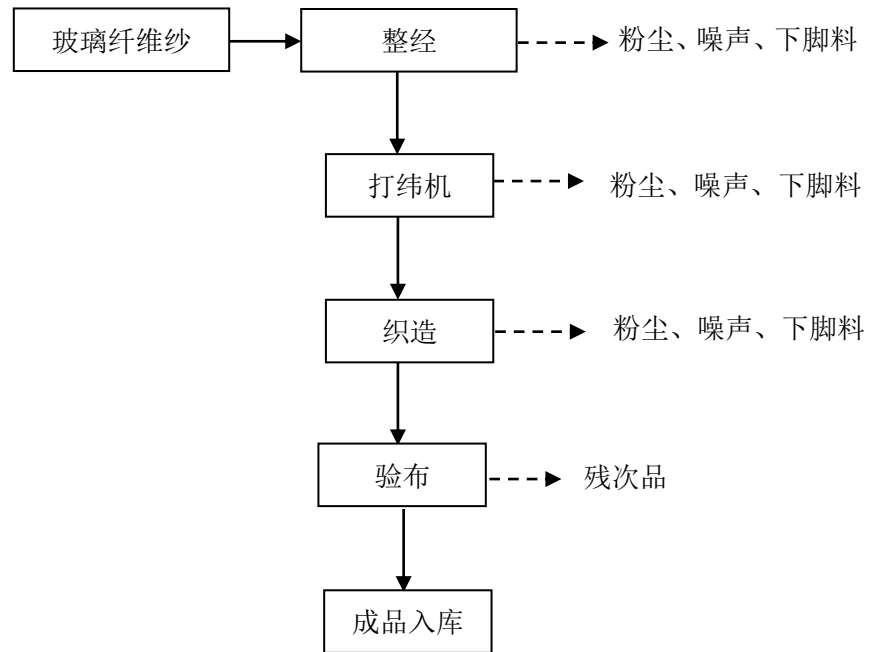 玻璃纤维纱
整经
粉尘、噪声、下脚料
打纬机
粉尘、噪声、下脚料
织造
粉尘、噪声、下脚料
验布
残次品
成品入库